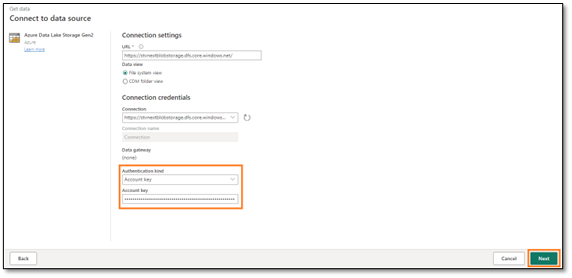 Get data
Connect to data source
Azure Data Lake Storage Gen2
Azure
Learn more
Connection settings
URL *
https://stvnextblobstorage.dfs.core.windows.net/
Data view
File system view
CDM folder view
Connection credentials
Connection
https://stvnextblobstorage.dfs.core.windows...
Connection name
Connection
Data gateway
(none)
Authentication kind
Account key
Account key
Back
Cancel
Next